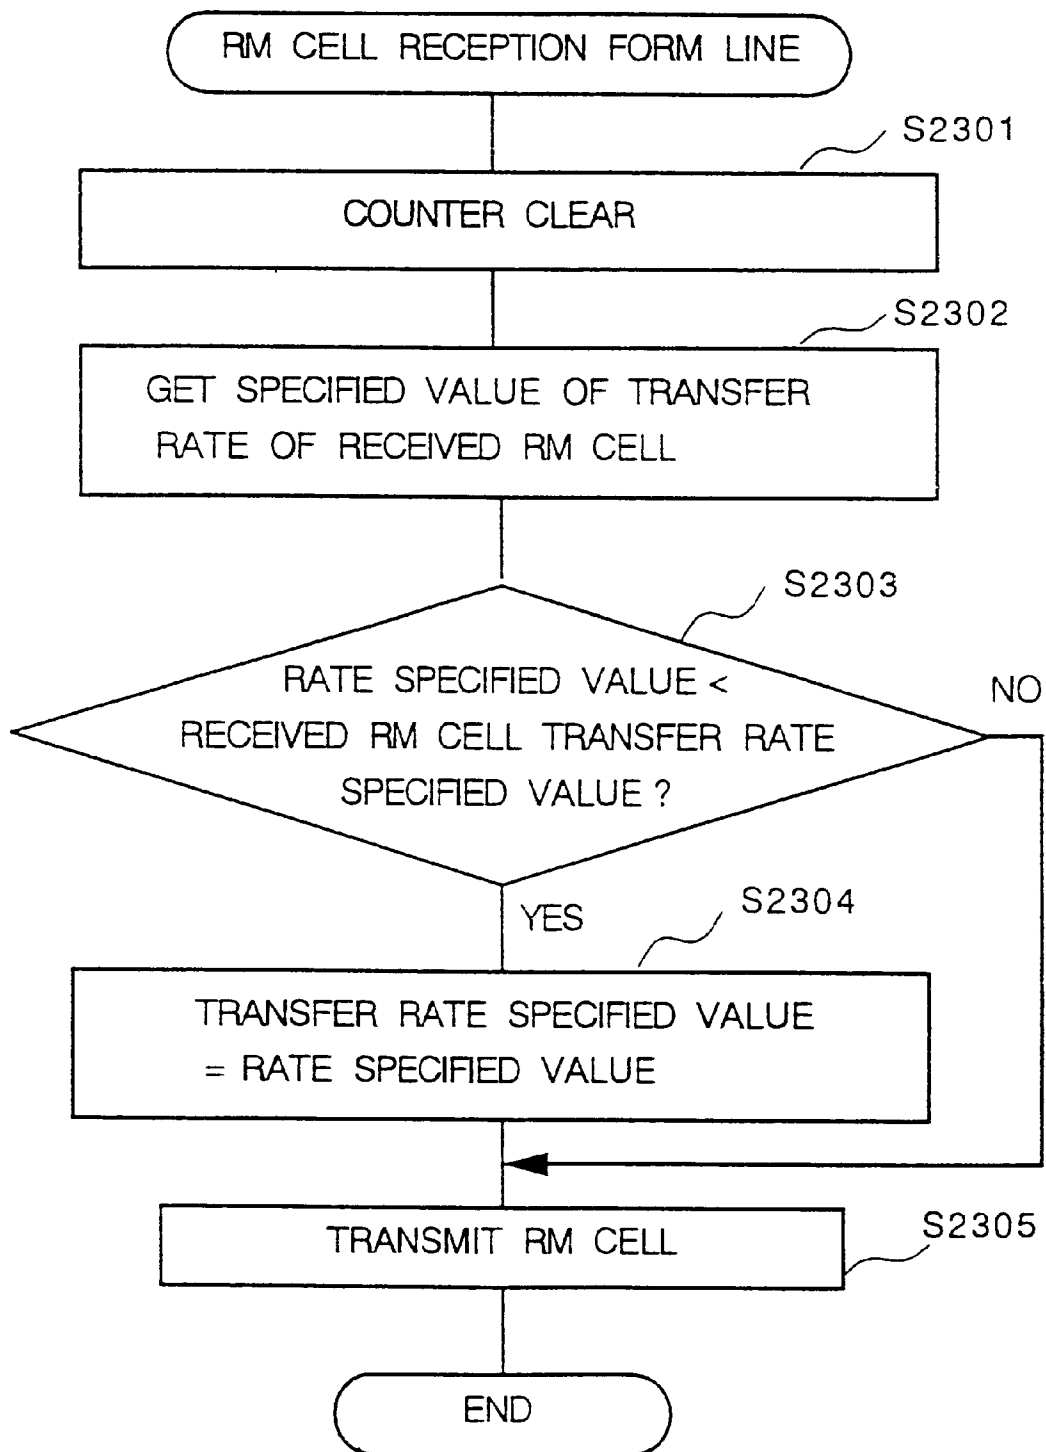 RM CELL RECEPTION FORM LINE
S2301
COUNTER CLEAR
S2302
GET SPECIFIED VALUE OF TRANSFER
RATE OF RECEIVED RM CELL
S2303
RATE SPECIFIED VALUE <
RECEIVED RM CELL TRANSFER RATE
SPECIFIED VALUE ?
NO
YES
S2304
TRANSFER RATE SPECIFIED VALUE
= RATE SPECIFIED VALUE
TRANSMIT RM CELL
S2305
END